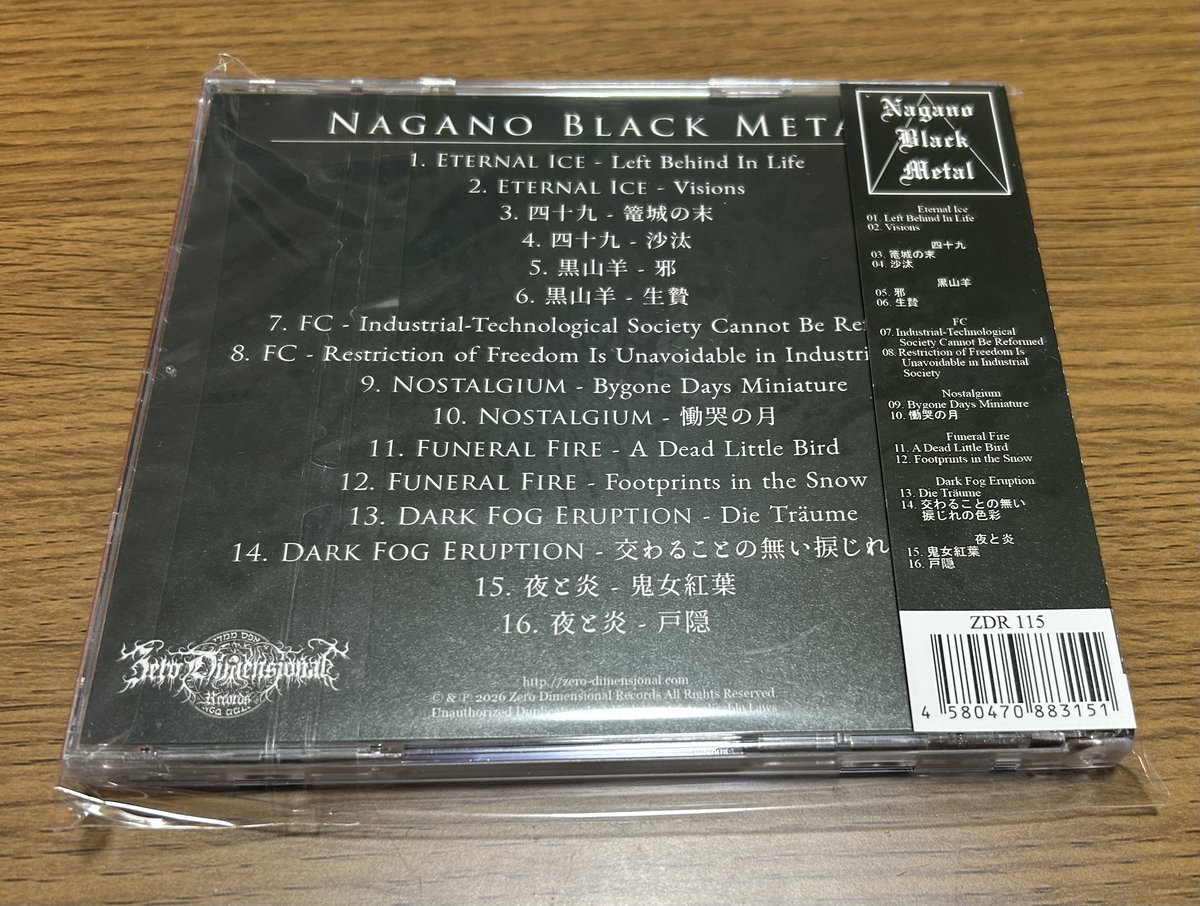 NAGANO BLACK META
1. ETERNAL ICE - Left Behind In Life
2. ETERNAL ICE - Visions
3. 四十九 - 篭城の末
4. 四十九 - 沙汰
5. 黒山羊 - 邪
6. 黒山羊 - 生贄
7. FC - Industrial-Technological Society Cannot Be Re
8. FC - Restriction of Freedom Is Unavoidable in Industri
9. NOSTALGIUM - Bygone Days Miniature
10. NOSTALGIUM - 慟哭の月
11. FUNERAL FIRE - A Dead Little Bird
12. FUNERAL FIRE - Footprints in the Snow
13. DARK FOG ERUPTION - Die Träume
14. DARK FOG ERUPTION - 交わることの無い捩じれ
15. 夜と炎 - 鬼女紅葉
16. 夜と炎 - 戸隠
Zero Dimensional
Records
http://zero-dimensional.com
© & ℗ 2026 Zero Dimensional Records All Rights Reserved.
Unauthorized Laws
Nagano
Black
Metal
Eternal Ice
01. Left Behind In Life
02. Visions
四十九
03.篭城の末
04. 沙汰
黒山羊
05. 邪
06. 生贄
FC
07. Industrial-Technological
Society Cannot Be Reformed
08. Restriction of Freedom Is
Unavoidable in Industrial
Society
Nostalgium
09. Bygone Days Miniature
10. 慟哭の月
Funeral Fire
11. A Dead Little Bird
12. Footprints in the Snow
Dark Fog Eruption
13. Die Träume
14. 交わることの無い
捩じれの色彩
夜と炎
15. 鬼女紅葉
16. 戸隠
ZDR 115
4 580470 883151